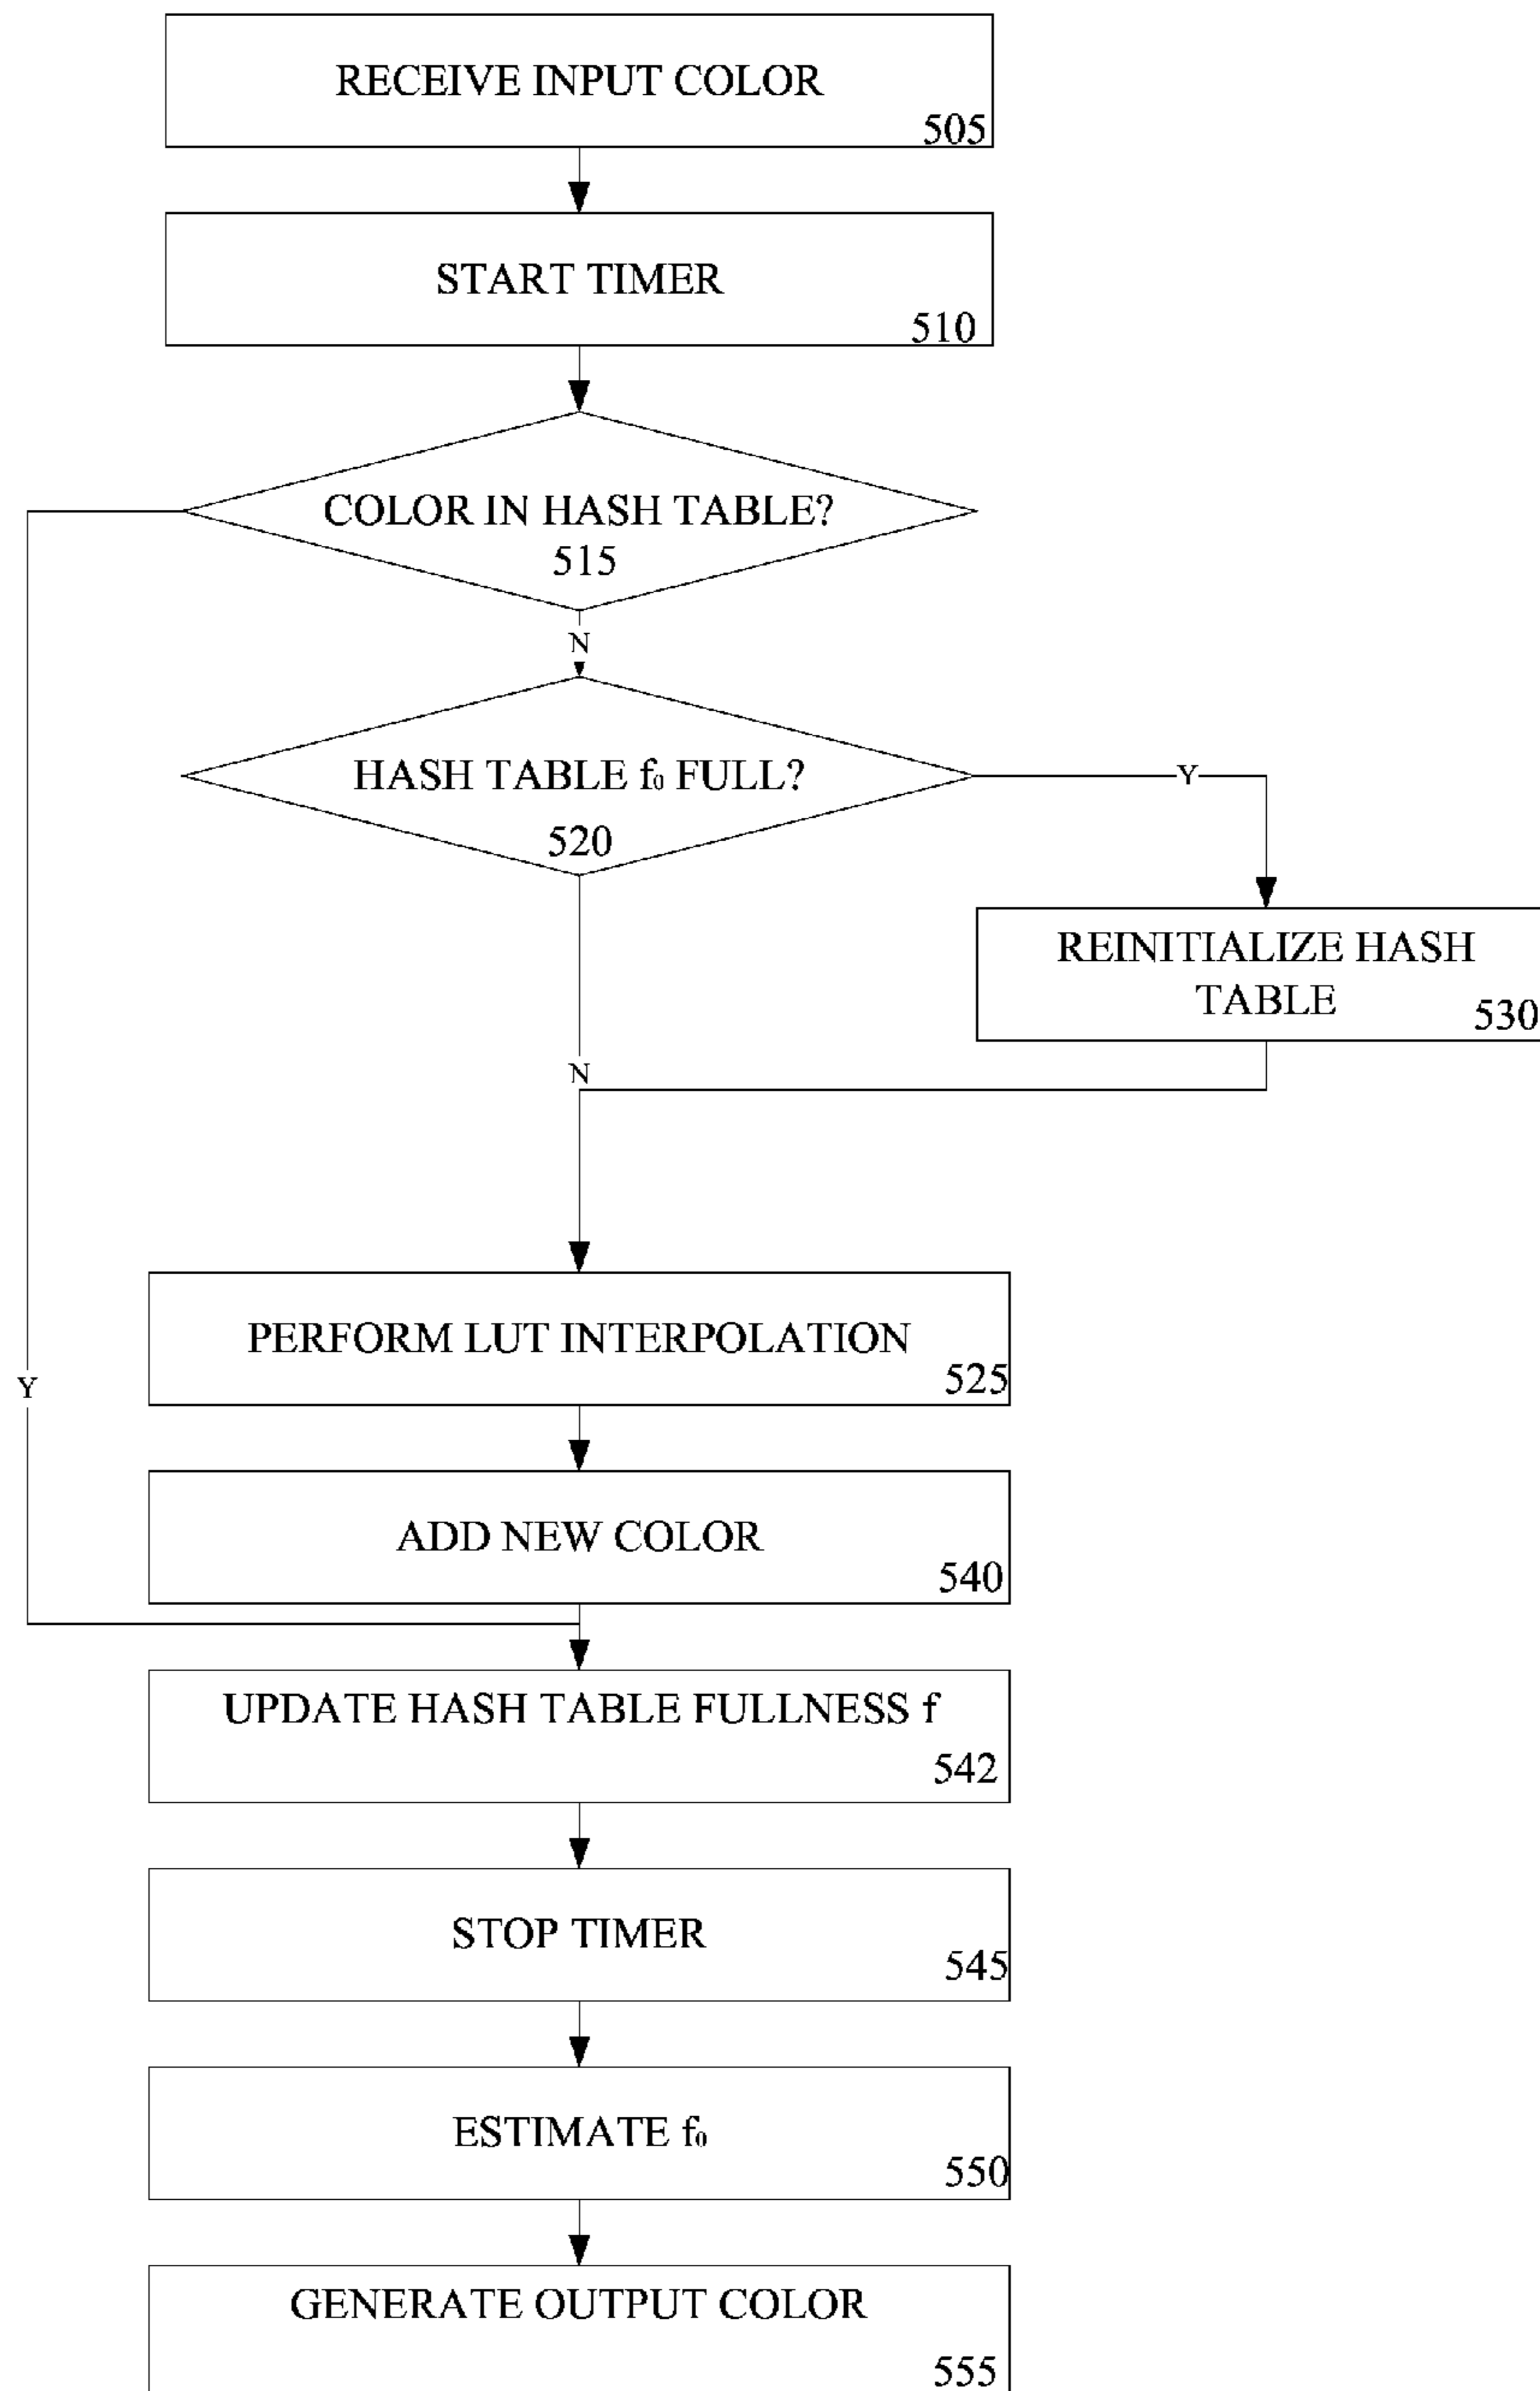 RECEIVE INPUT COLOR
505
START TIMER
510
COLOR IN HASH TABLE?
515
N
HASH TABLE f₀ FULL?
520
Y
REINITIALIZE HASH
TABLE
530
N
PERFORM LUT INTERPOLATION
525
Y
ADD NEW COLOR
540
UPDATE HASH TABLE FULLNESS f
542
STOP TIMER
545
ESTIMATE f₀
550
GENERATE OUTPUT COLOR
555